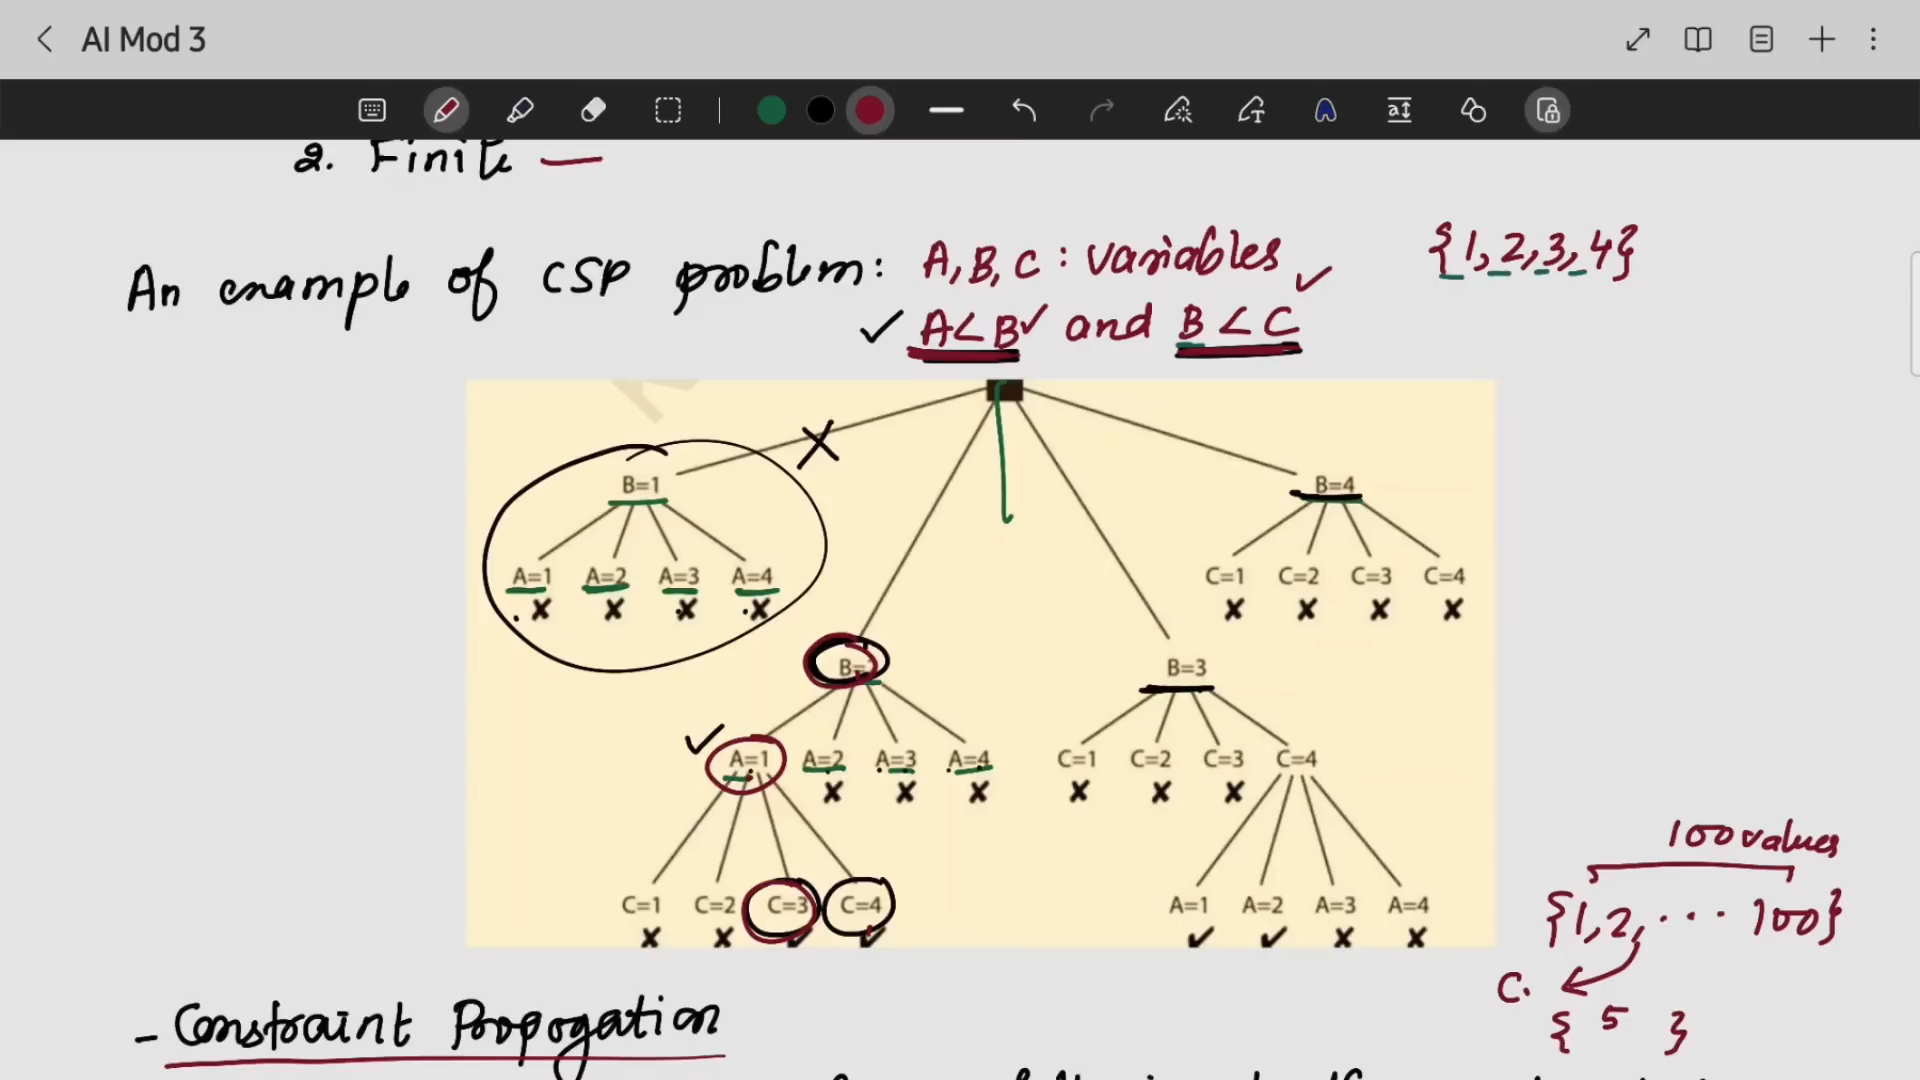 AI Mod 3
2. Finite
An example of CSP problem: A, B, C : variables {1, 2, 3, 4}
A<B and B<C
B=1 B=4
A=1 A=2 A=3 A=4 C=1 C=2 C=3 C=4
B= B=3
A=1 A=2 A=3 A=4 C=1 C=2 C=3 C=4
100 values
C=1 C=2 C=3 C=4 A=1 A=2 A=3 A=4 {1, 2, ... 100}
C.
{ 5 }
- Constraint Propogation